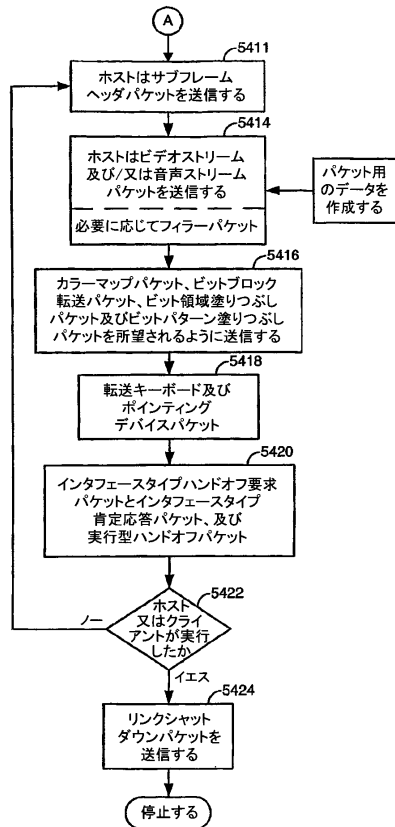 A
5411
ホストはサブフレーム
ヘッダパケットを送信する
5414
ホストはビデオストリーム
及び/又は音声ストリーム
パケットを送信する
必要に応じてフィラーパケット
パケット用
のデータを
作成する
5416
カラーマップパケット、ビットブロック
転送パケット、ビット領域塗りつぶし
パケット及びビットパターン塗りつぶし
パケットを所望されるように送信する
5418
転送キーボード及び
ポインティング
デバイスパケット
5420
インタフェースタイプハンドオフ要求
パケットとインタフェースタイプ
肯定応答パケット、及び
実行型ハンドオフパケット
5422
ホスト
又はクライ
アントが実行
したか
ノー
イエス
5424
リンクシャット
ダウンパケットを
送信する
停止する